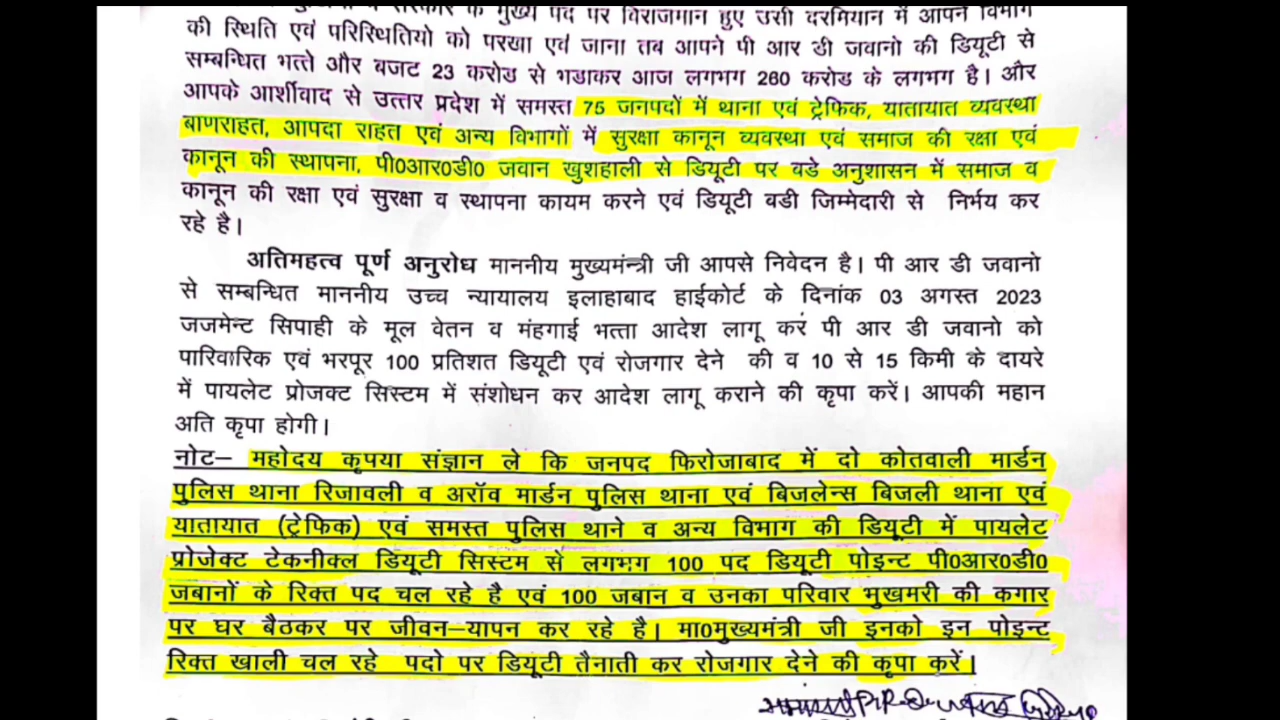 के मुख्य पद पर विराजमान हुए उसी दरमियान में आपने विभाग
की स्थिति एवं परिस्थितियो को परखा एवं जाना तब आपने पी आर डी जवानो की डियूटी से
सम्बन्धित भत्ते और बजट 23 करोड से भडाकर आज लगभग 260 करोड के लगभग है। और
आपके आर्शीवाद से उत्तर प्रदेश में समस्त 75 जनपदों में थाना एवं ट्रेफिक, यातायात व्यवस्था
बाणराहत, आपदा राहत एवं अन्य विभागों में सुरक्षा कानून व्यवस्था एवं समाज की रक्षा एवं
कानून की स्थापना, पी0आर0डी0 जवान खुशहाली से डियूटी पर बडे अनुशासन में समाज व
कानून की रक्षा एवं सुरक्षा व स्थापना कायम करने एवं डियूटी बडी जिम्मेदारी से निर्भय कर
रहे है।
अतिमहत्व पूर्ण अनुरोध माननीय मुख्यमंन्त्री जी आपसे निवेदन है। पी आर डी जवानो
से सम्बन्धित माननीय उच्च न्यायालय इलाहाबाद हाईकोर्ट के दिनांक 03 अगस्त 2023
जजमेन्ट सिपाही के मूल वेतन व मंहगाई भत्ता आदेश लागू करं पी आर डी जवानो को
पारिवारिक एवं भरपूर 100 प्रतिशत डियूटी एवं रोजगार देने की व 10 से 15 किमी के दायरे
में पायलेट प्रोजक्ट सिस्टम में संशोधन कर आदेश लागू कराने की कृपा करें। आपकी महान
अति कृपा होगी।
नोट– महोदय कृपया संज्ञान ले कि जनपद फिरोजाबाद में दो कोतवाली मार्डन
पुलिस थाना रिजावली व अरॉव मार्डन पुलिस थाना एवं बिजलेन्स बिजली थाना एवं
यातायात (ट्रेफिक) एवं समस्त पुलिस थाने व अन्य विभाग की डियूटी में पायलेट
प्रोजेक्ट टेकनीक्ल डियूटी सिस्टम से लगभग 100 पद डियूटी पोइन्ट पी0आर0डी0
जबानों के रिक्त पद चल रहे है एवं 100 जबान व उनका परिवार भुखमरी की कगार
पर घर बैठकर पर जीवन–यापन कर रहे है। मा0मुख्यमंत्री जी इनको इन पोइन्ट
रिक्त खाली चल रहे पदो पर डियूटी तैनाती कर रोजगार देने की कृपा करें।